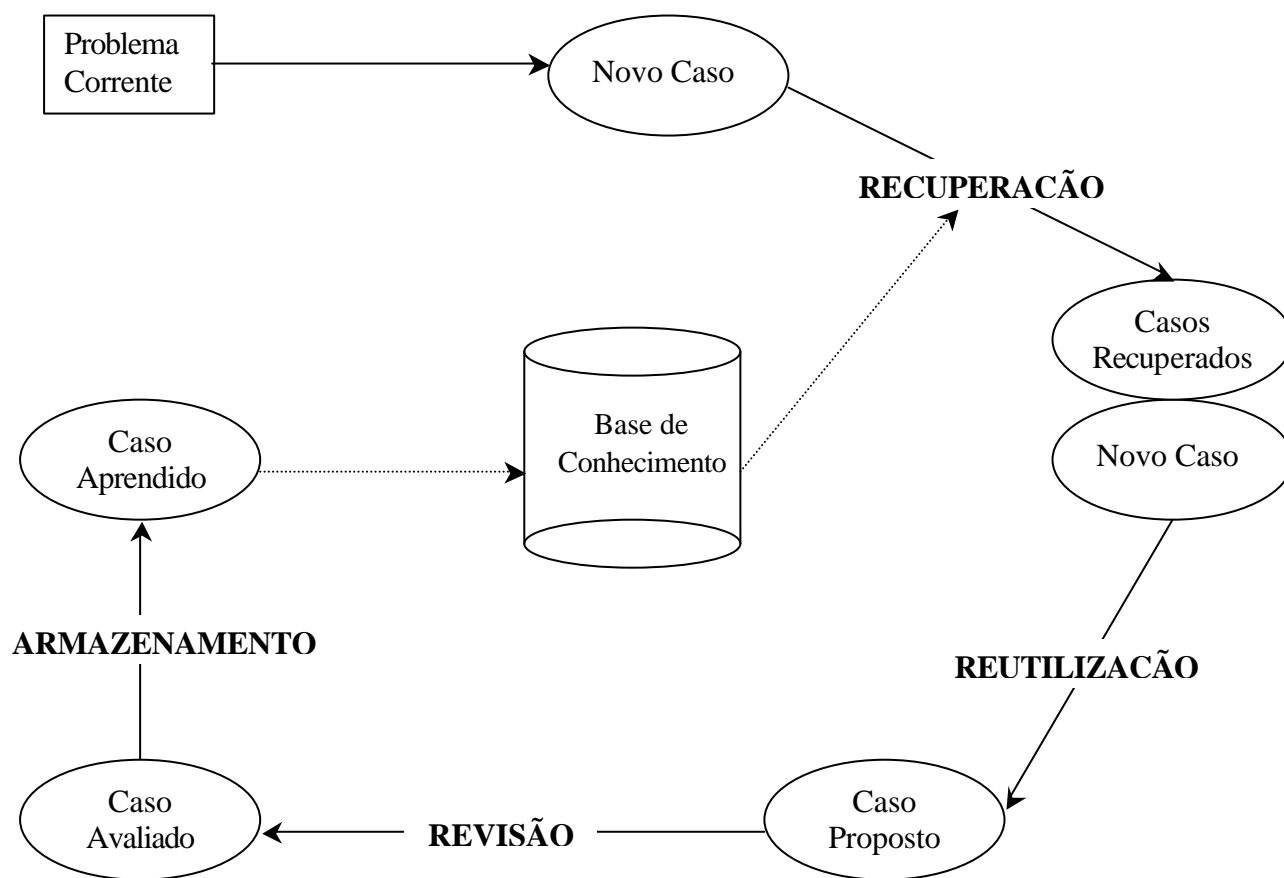 Problema
Corrente
Novo Caso
RECUPERACÃO
Casos
Recuperados
Novo Caso
Base de
Conhecimento
Caso
Aprendido
ARMAZENAMENTO
REUTILIZACÃO
Caso
Avaliado
REVISÃO
Caso
Proposto